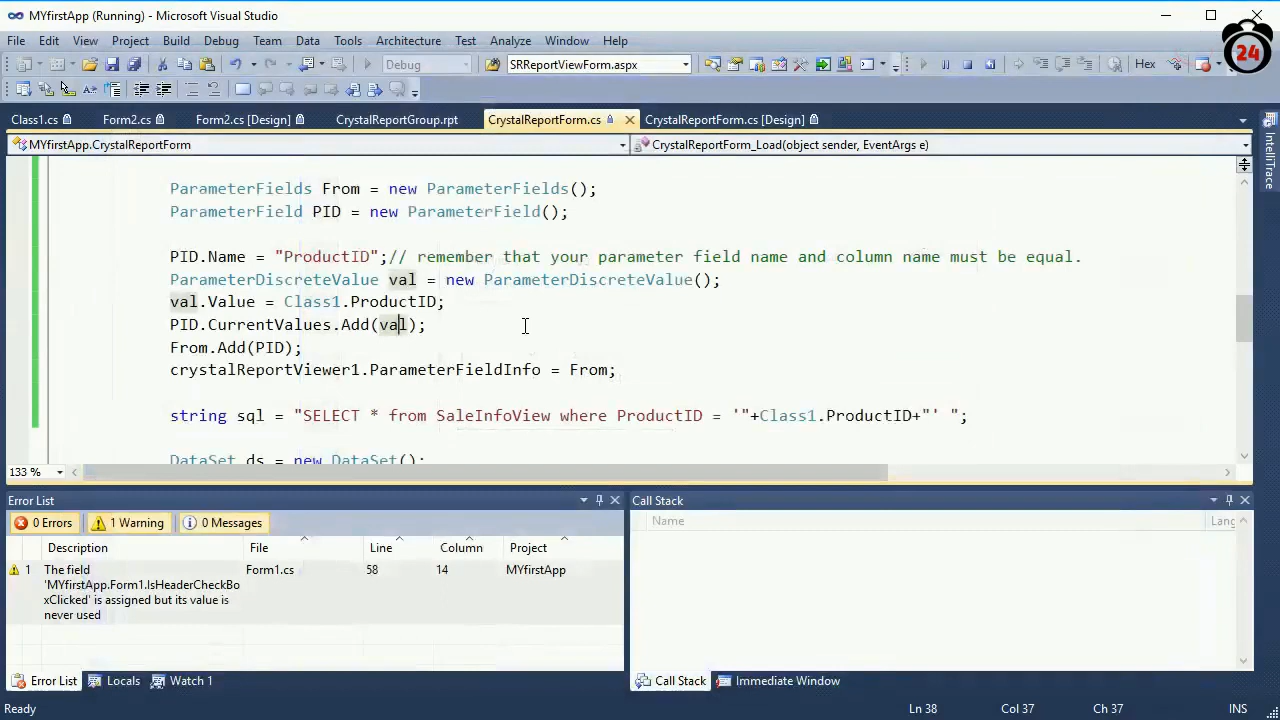 MYfirstApp (Running) - Microsoft Visual Studio
24
File Edit View Project Build Debug Team Data Tools Architecture Test Analyze Window Help
Debug SRReportViewForm.aspx Hex
Class1.cs Form2.cs Form2.cs [Design] CrystalReportGroup.rpt CrystalReportForm.cs CrystalReportForm.cs [Design]
MYfirstApp.CrystalReportForm CrystalReportForm_Load(object sender, EventArgs e)
IntelliTrace
ParameterFields From = new ParameterFields();
ParameterField PID = new ParameterField();
PID.Name = "ProductID";// remember that your parameter field name and column name must be equal.
ParameterDiscreteValue val = new ParameterDiscreteValue();
val.Value = Class1.ProductID;
PID.CurrentValues.Add(val);
From.Add(PID);
crystalReportViewer1.ParameterFieldInfo = From;
string sql = "SELECT * from SaleInfoView where ProductID = '"+Class1.ProductID+"' ";
DataSet ds = new DataSet();
133 %
Error List
0 Errors 1 Warning 0 Messages
Description File Line Column Project
1 The field 'MYfirstApp.Form1.IsHeaderCheckBo Form1.cs 58 14 MYfirstApp
xClicked' is assigned but its value is
never used
Call Stack
Name Lang
Error List Locals Watch 1
Call Stack Immediate Window
Ready Ln 38 Col 37 Ch 37 INS